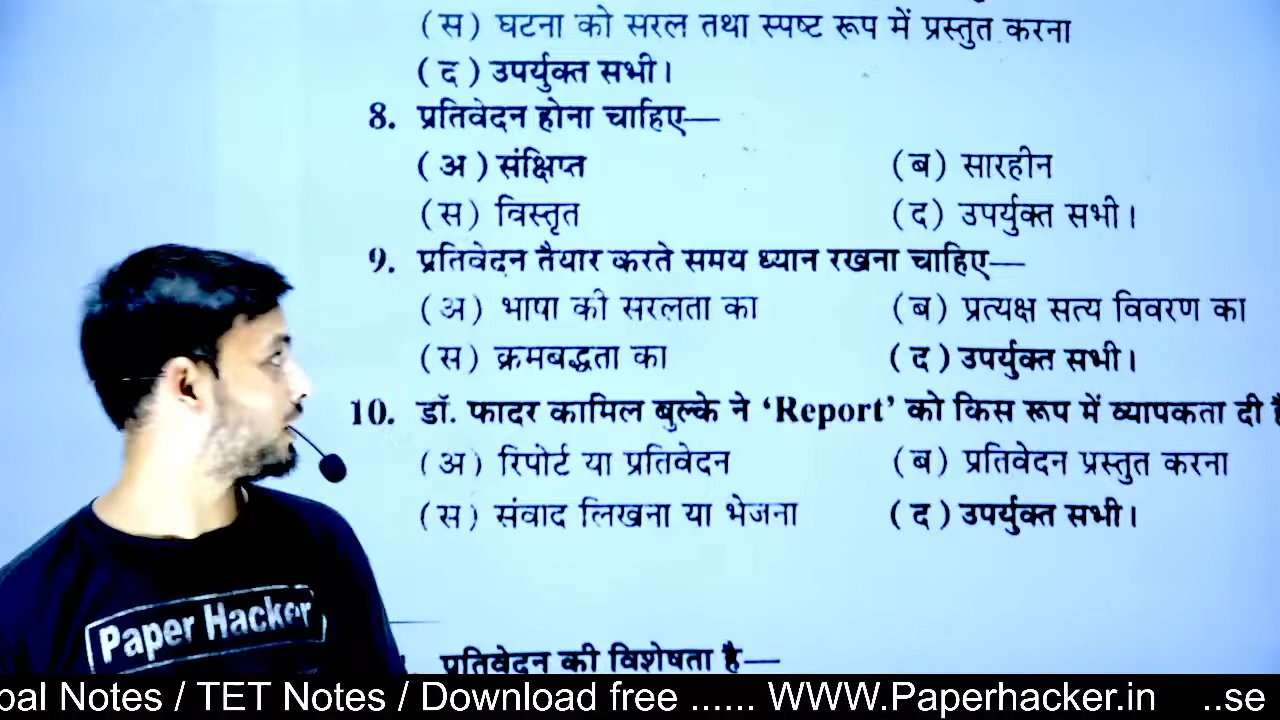 (स) घटना को सरल तथा स्पष्ट रूप में प्रस्तुत करना
(द) उपर्युक्त सभी।
8. प्रतिवेदन होना चाहिए—
(अ) संक्षिप्त (ब) सारहीन
(स) विस्तृत (द) उपर्युक्त सभी।
9. प्रतिवेदन तैयार करते समय ध्यान रखना चाहिए—
(अ) भाषा की सरलता का (ब) प्रत्यक्ष सत्य विवरण का
(स) क्रमबद्धता का (द) उपर्युक्त सभी।
10. डॉ. फादर कामिल बुल्के ने ‘Report’ को किस रूप में व्यापकता दी
(अ) रिपोर्ट या प्रतिवेदन (ब) प्रतिवेदन प्रस्तुत करना
(स) संवाद लिखना या भेजना (द) उपर्युक्त सभी।
Paper Hacker
प्रतिवेदन की विशेषता है—
Notes / TET Notes / Download free ...... WWW.Paperhacker.in ..se